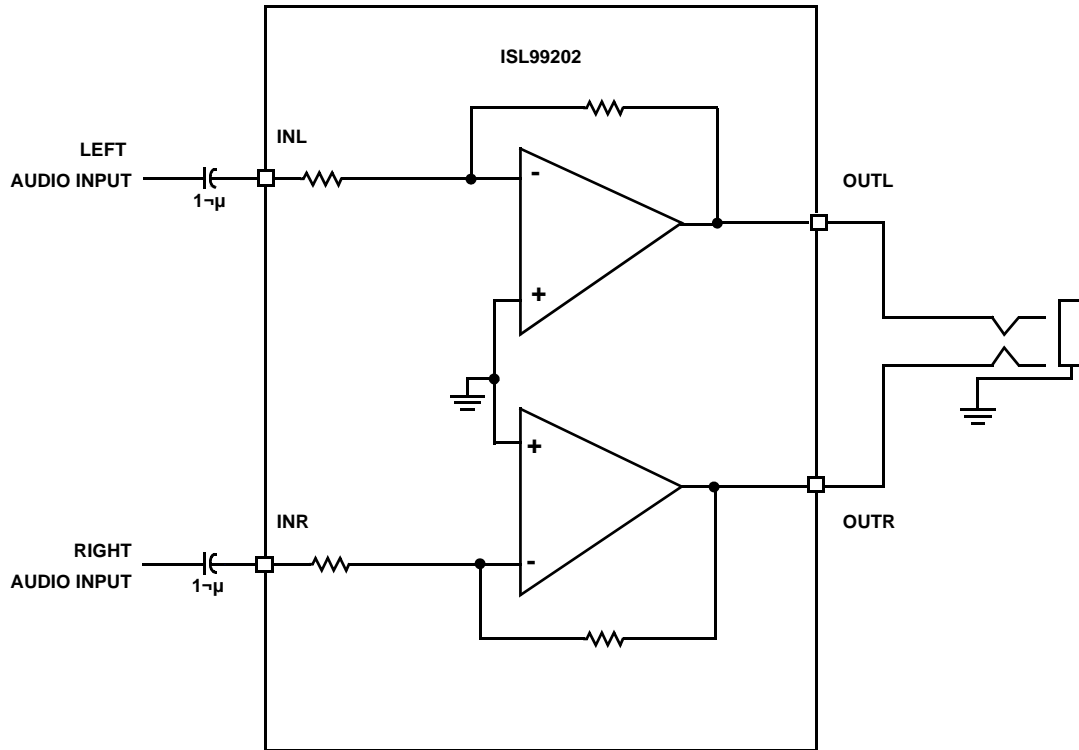 ISL99202
INL
LEFT
AUDIO INPUT
1¬µ
-
+
OUTL
+
-
INR
RIGHT
AUDIO INPUT
1¬µ
OUTR